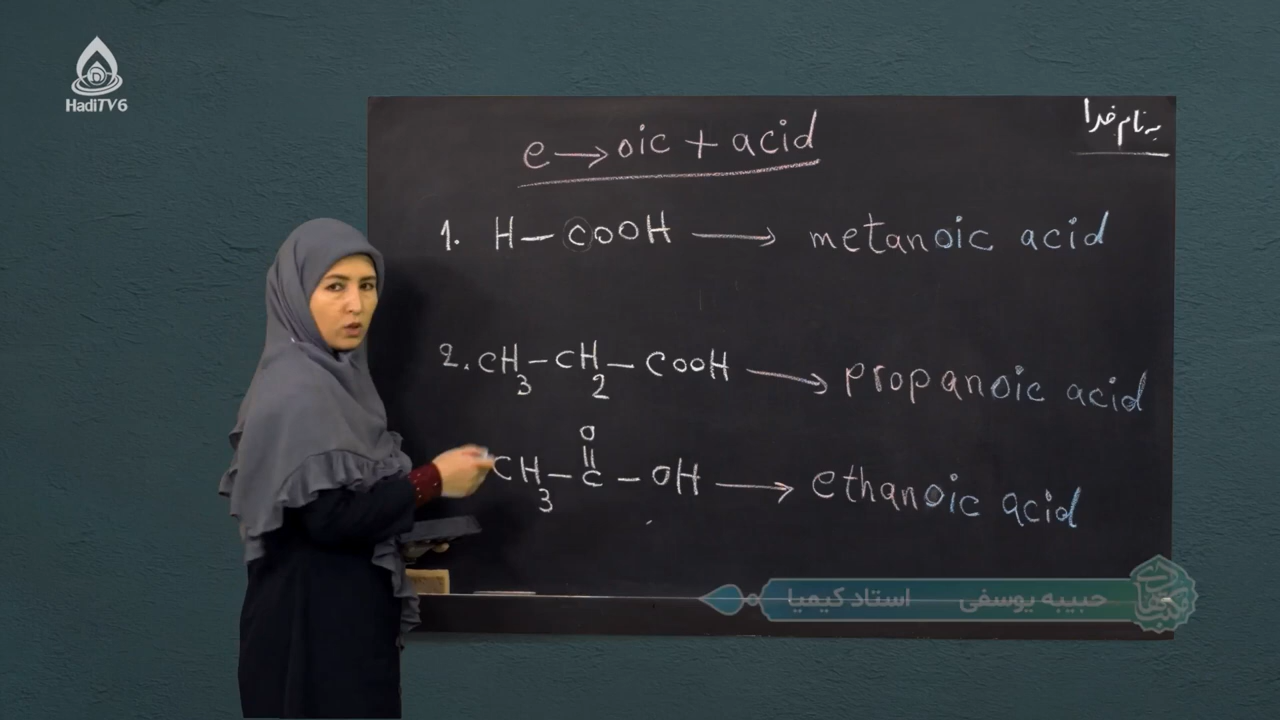 HadiTV6
به نام خدا
e → oic + acid
1. H – COOH → metanoic acid
2. CH3 – CH2 – COOH → propanoic acid
O
||
CH3 – C – OH → ethanoic acid
حبیبه یوسفی استاد کیمیا